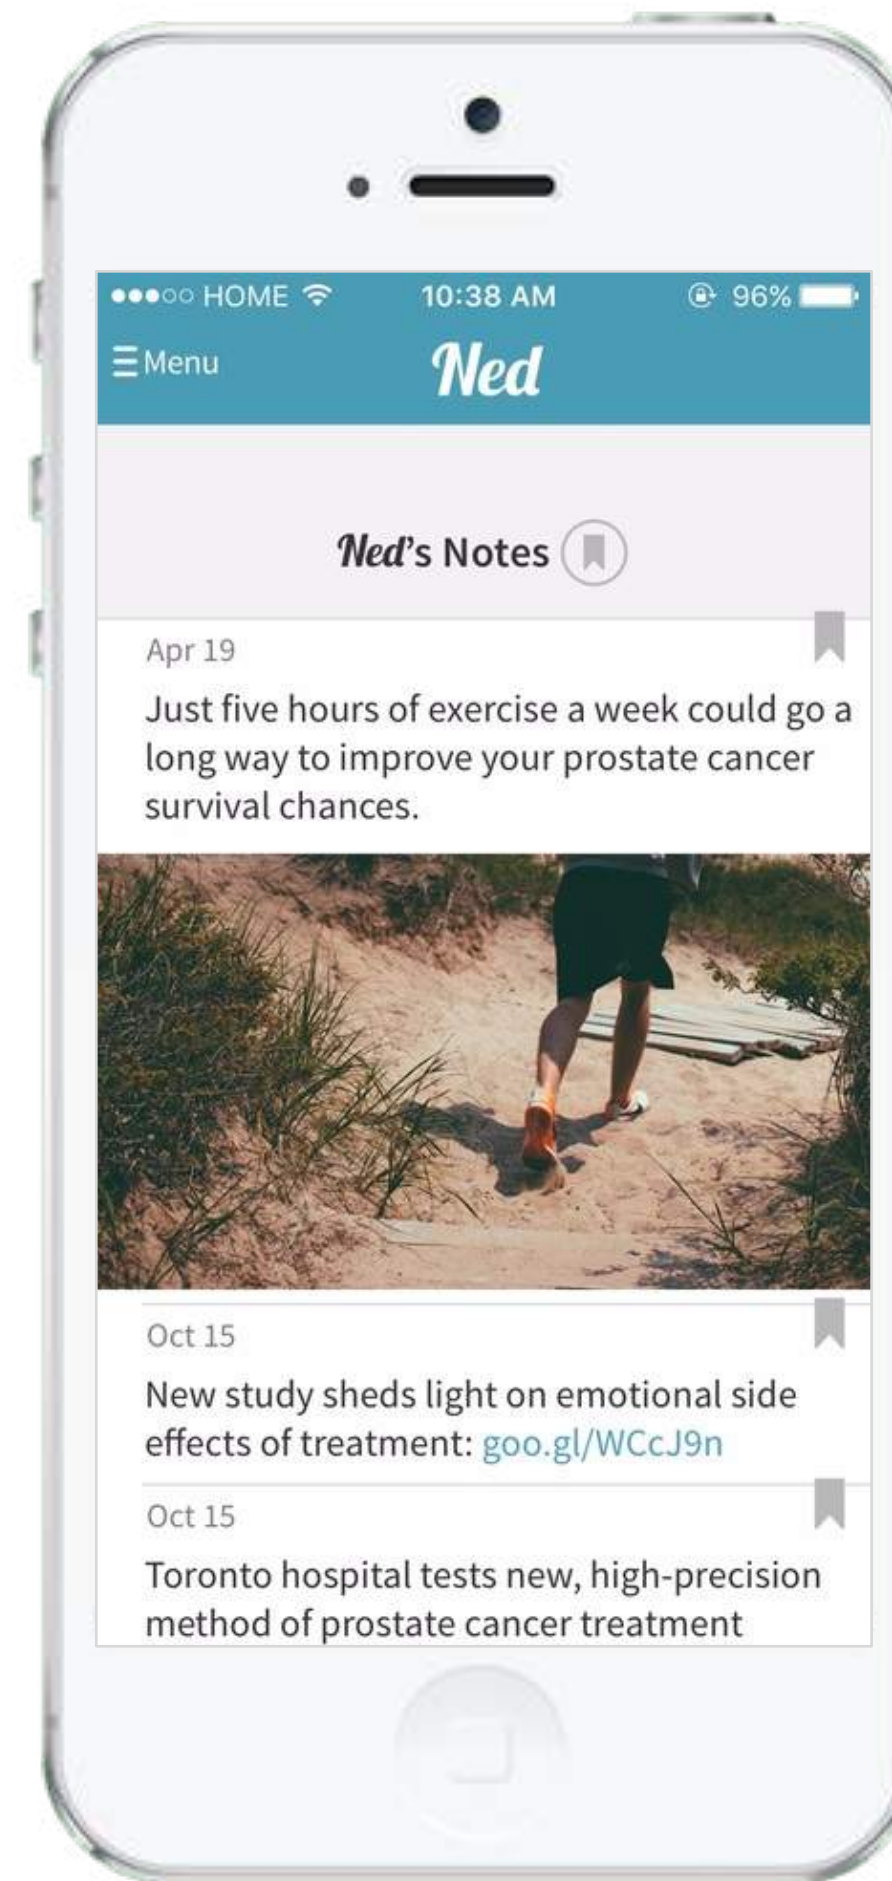 HOME 10:38 AM 96%
Menu Ned
Ned's Notes
Apr 19
Just five hours of exercise a week could go a
long way to improve your prostate cancer
survival chances.
Oct 15
New study sheds light on emotional side
effects of treatment: goo.gl/WCcJ9n
Oct 15
Toronto hospital tests new, high-precision
method of prostate cancer treatment